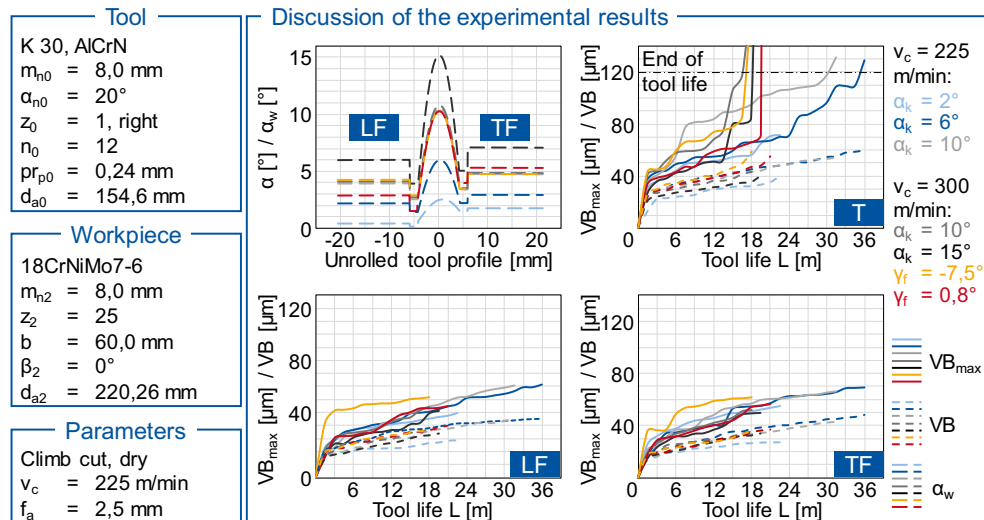 Tool
K 30, AlCrN
mn0 = 8,0 mm
αn0 = 20°
z0 = 1, right
n0 = 12
prp0 = 0,24 mm
da0 = 154,6 mm
Workpiece
18CrNiMo7-6
mn2 = 8,0 mm
z2 = 25
b = 60,0 mm
β2 = 0°
da2 = 220,26 mm
Parameters
Climb cut, dry
vc = 225 m/min
fa = 2,5 mm
Discussion of the experimental results
α [°] / αw [°]
15
10
5
0
LF
TF
-20 -10 0 10 20
Unrolled tool profile [mm]
VBmax [µm] / VB [µm]
120
80
40
0
End of
tool life
T
0 6 12 18 24 30 36
Tool life L [m]
vc = 225
m/min:
αk = 2°
αk = 6°
αk = 10°
vc = 300
m/min:
αk = 10°
αk = 15°
γf = -7,5°
γf = 0,8°
VBmax [µm] / VB [µm]
120
80
40
0
LF
6 12 18 24 30 36
Tool life L [m]
VBmax [µm] / VB [µm]
120
80
40
0
TF
6 12 18 24 30 36
Tool life L [m]
VBmax
VB
αw